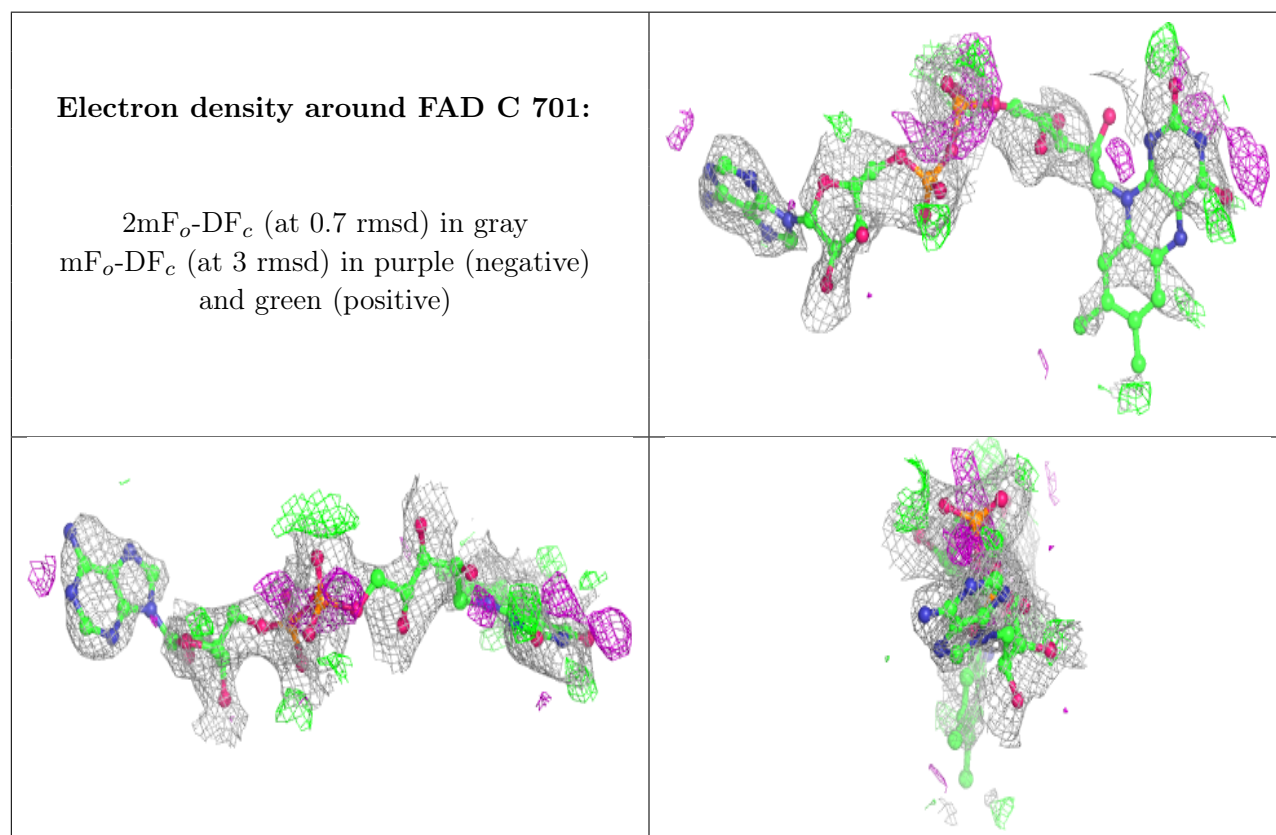 Electron density around FAD C 701:
2mFo-DFc (at 0.7 rmsd) in gray
mFo-DFc (at 3 rmsd) in purple (negative)
and green (positive)